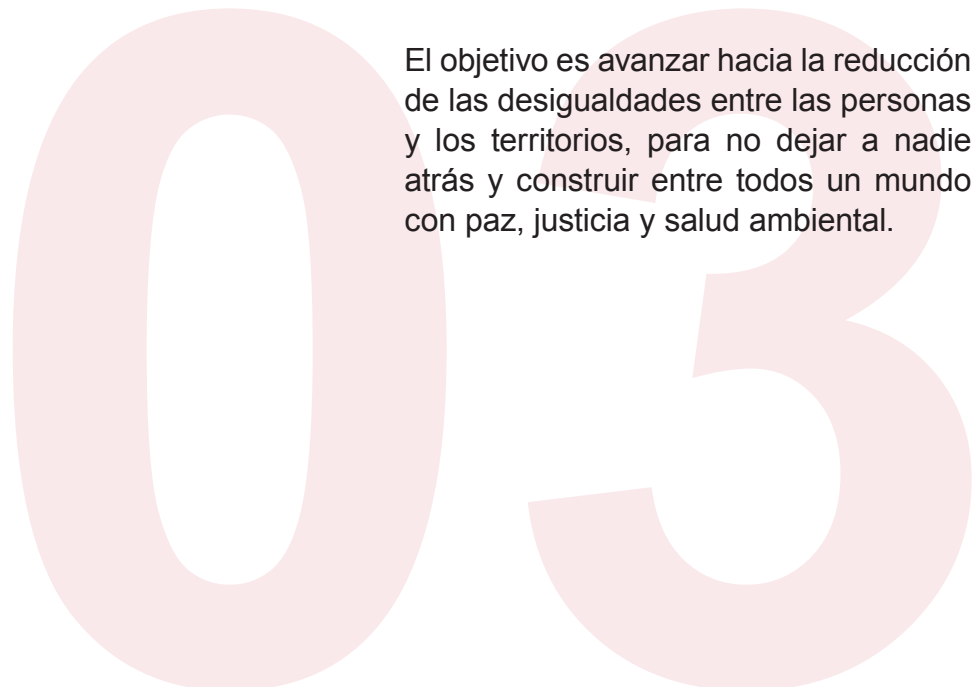 03
El objetivo es avanzar hacia la reducción
de las desigualdades entre las personas
y los territorios, para no dejar a nadie
atrás y construir entre todos un mundo
con paz, justicia y salud ambiental.